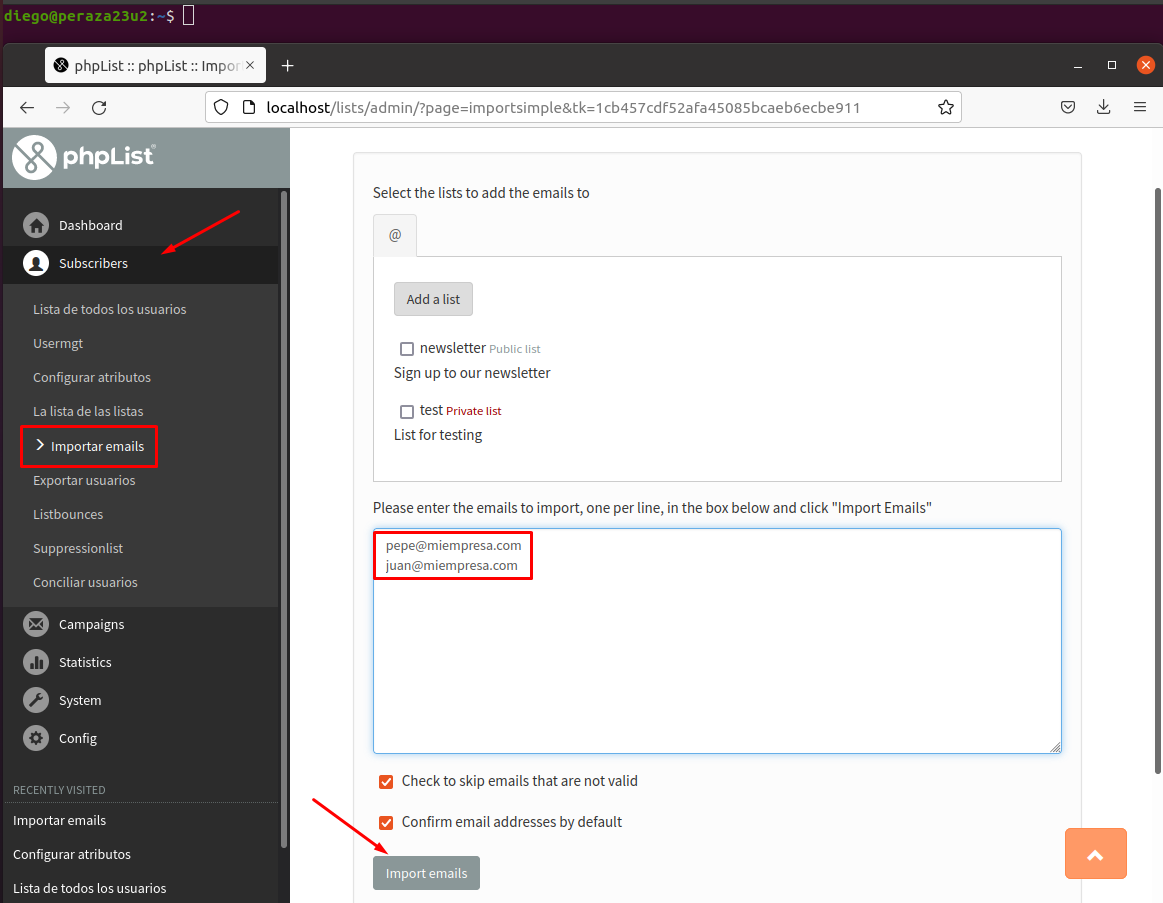 diego@peraza23u2:~$
phpList :: phpList :: Impor
localhost/lists/admin/?page=importsimple&tk=1cb457cdf52afa45085bcaeb6ecbe911
phpList
Dashboard
Subscribers
Lista de todos los usuarios
Usermgt
Configurar atributos
La lista de las listas
Importar emails
Exportar usuarios
Listbounces
Suppressionlist
Conciliar usuarios
Campaigns
Statistics
System
Config
RECENTLY VISITED
Importar emails
Configurar atributos
Lista de todos los usuarios
Select the lists to add the emails to
@
Add a list
newsletter Public list
Sign up to our newsletter
test Private list
List for testing
Please enter the emails to import, one per line, in the box below and click "Import Emails"
pepe@miempresa.com
juan@miempresa.com
Check to skip emails that are not valid
Confirm email addresses by default
Import emails